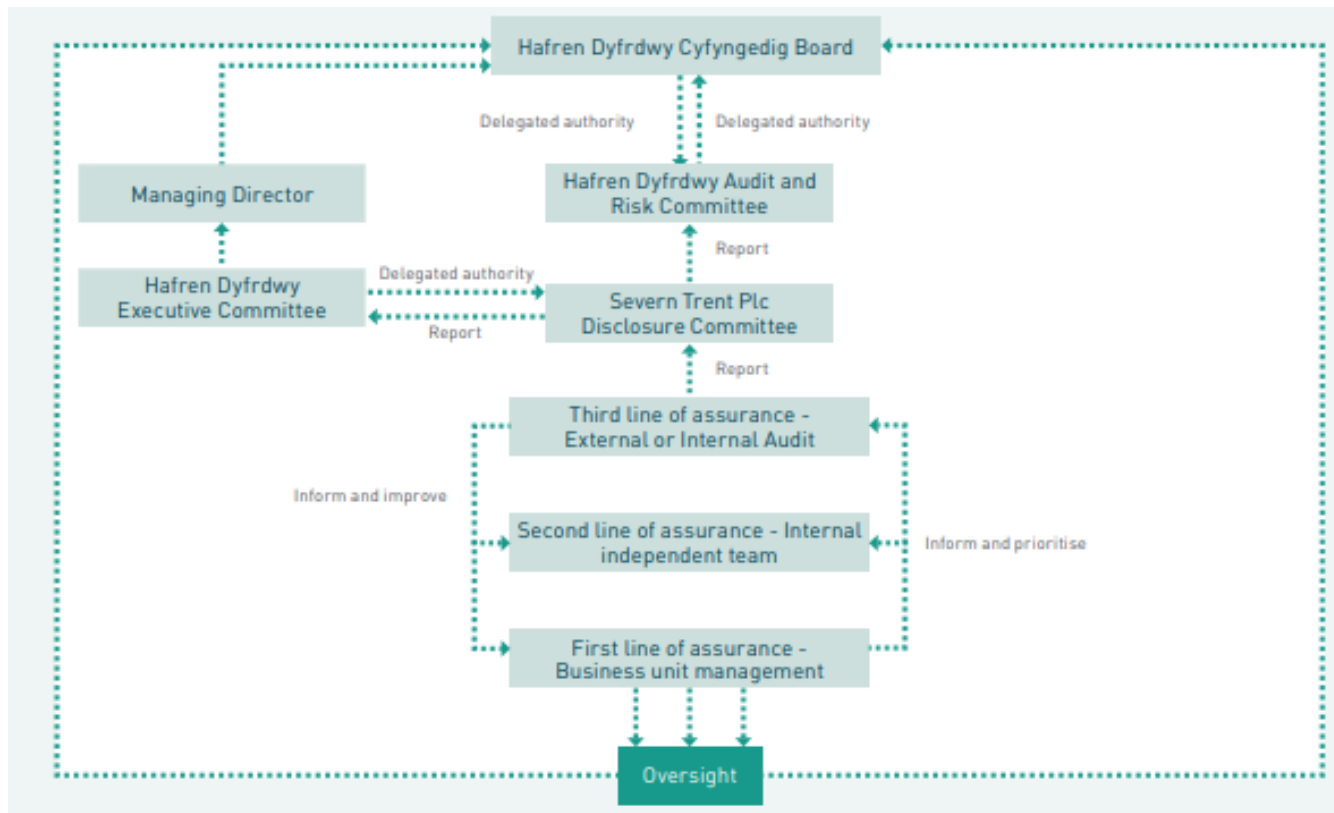 Hafren Dyfrdwy Cyfyngedig Board
Delegated authority
Delegated authority
Managing Director
Hafren Dyfrdwy Audit and
Risk Committee
Report
Hafren Dyfrdwy
Executive Committee
Delegated authority
Report
Severn Trent Plc
Disclosure Committee
Report
Third line of assurance -
External or Internal Audit
Inform and improve
Second line of assurance - Internal
independent team
Inform and prioritise
First line of assurance -
Business unit management
Oversight